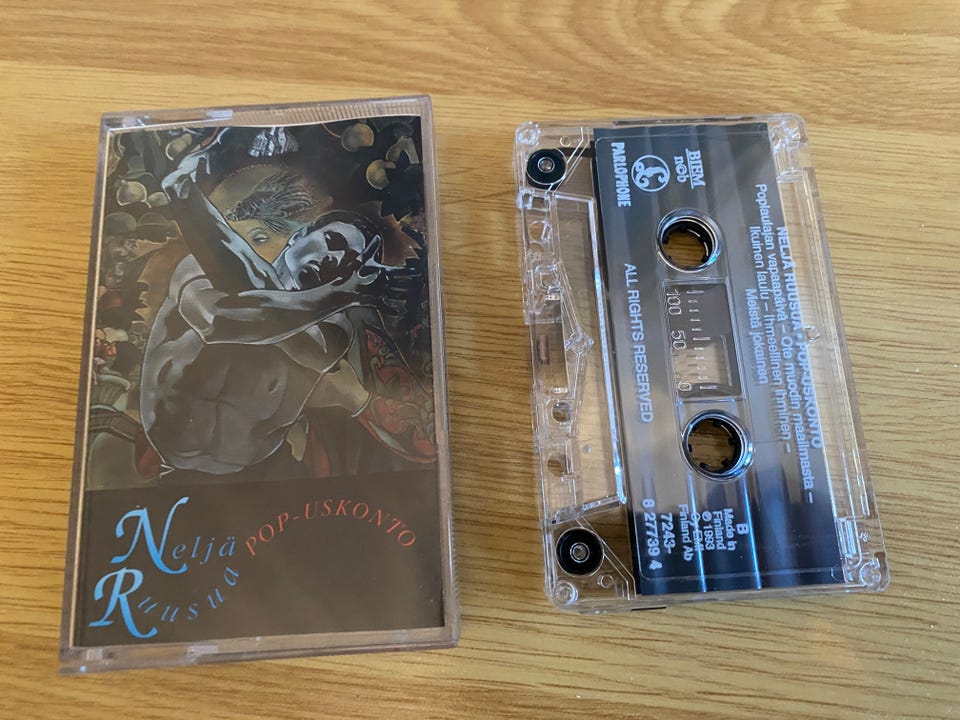 Neljä
Ruusua
POP-USKONTO
NELJÄ RUUSUA • POP-USKONTO
Poplaulajan vapaapäivä – Ote muodin maailmasta –
Ikuinen laulu – Ihmeellinen ihminen –
Meistä jokainen
BIEM
ncb
PARLOPHONE
100 50 0
ALL RIGHTS RESERVED
B
Made in
Finland
℗ 1993
Oy EMI
Finland Ab
7243-
8 27739 4